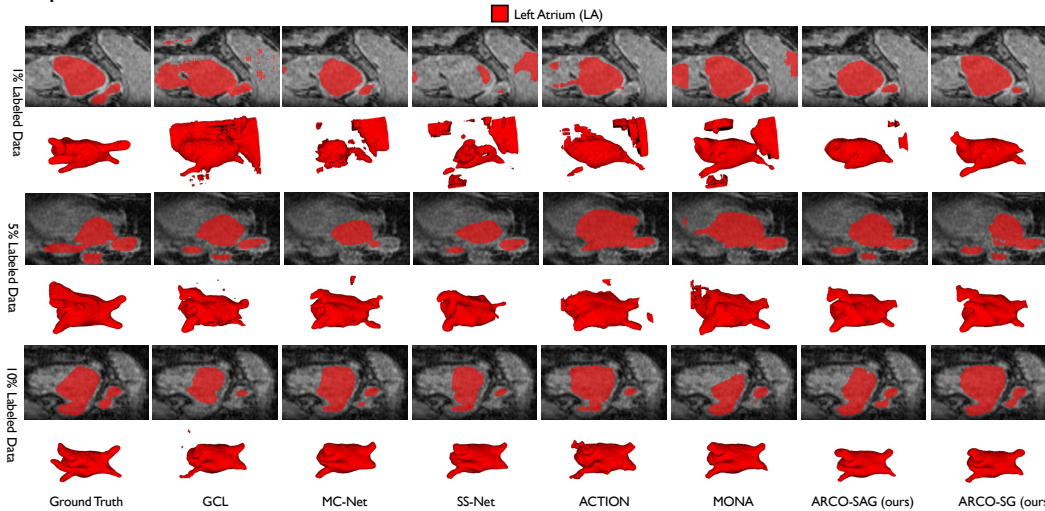 Left Atrium (LA)
1% Labeled Data
5% Labeled Data
10% Labeled Data
Ground Truth
GCL
MC-Net
SS-Net
ACTION
MONA
ARCO-SAG (ours)
ARCO-SG (our